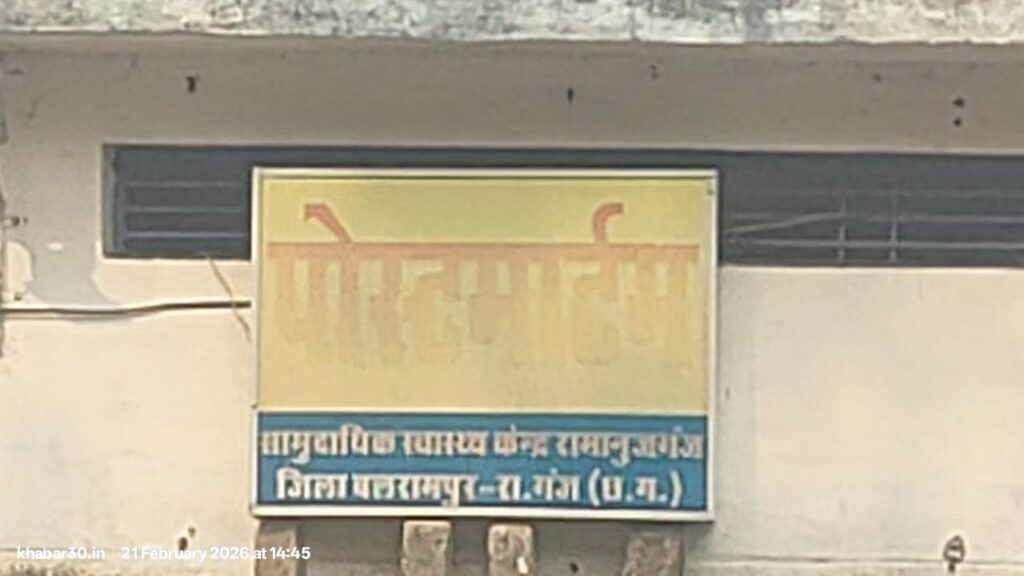 पोस्टमार्टम
सामुदायिक स्वास्थ्य केन्द्र रामानुजगंज
जिला बलरामपुर-रा.गंज (छ.ग.)
khabar30.in | 21 February 2026 at 14:45